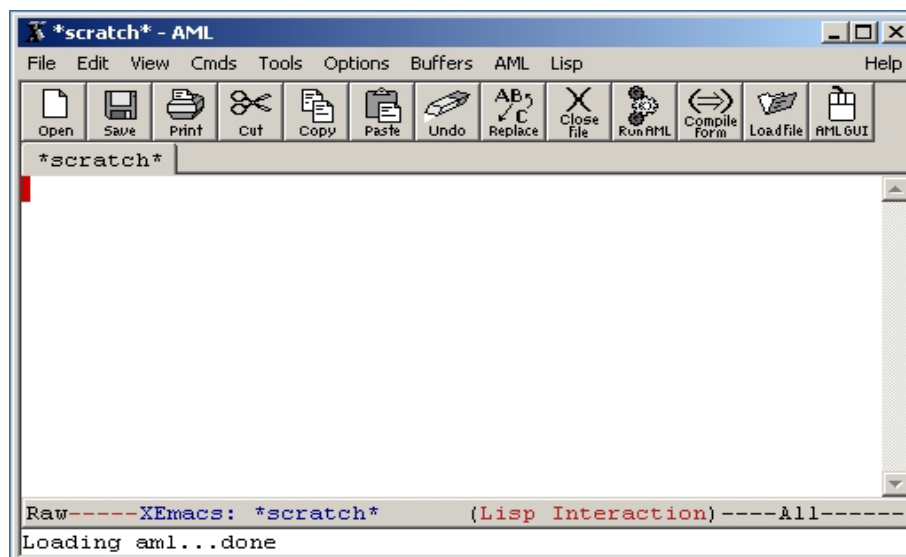 *scratch* - AML
File Edit View Cmds Tools Options Buffers AML Lisp Help
Open Save Print Cut Copy Paste Undo Replace Close File Run AML Compile Form Load File AML GUI
*scratch*
Raw-----XEmacs: *scratch* (Lisp Interaction)----All------
Loading aml...done